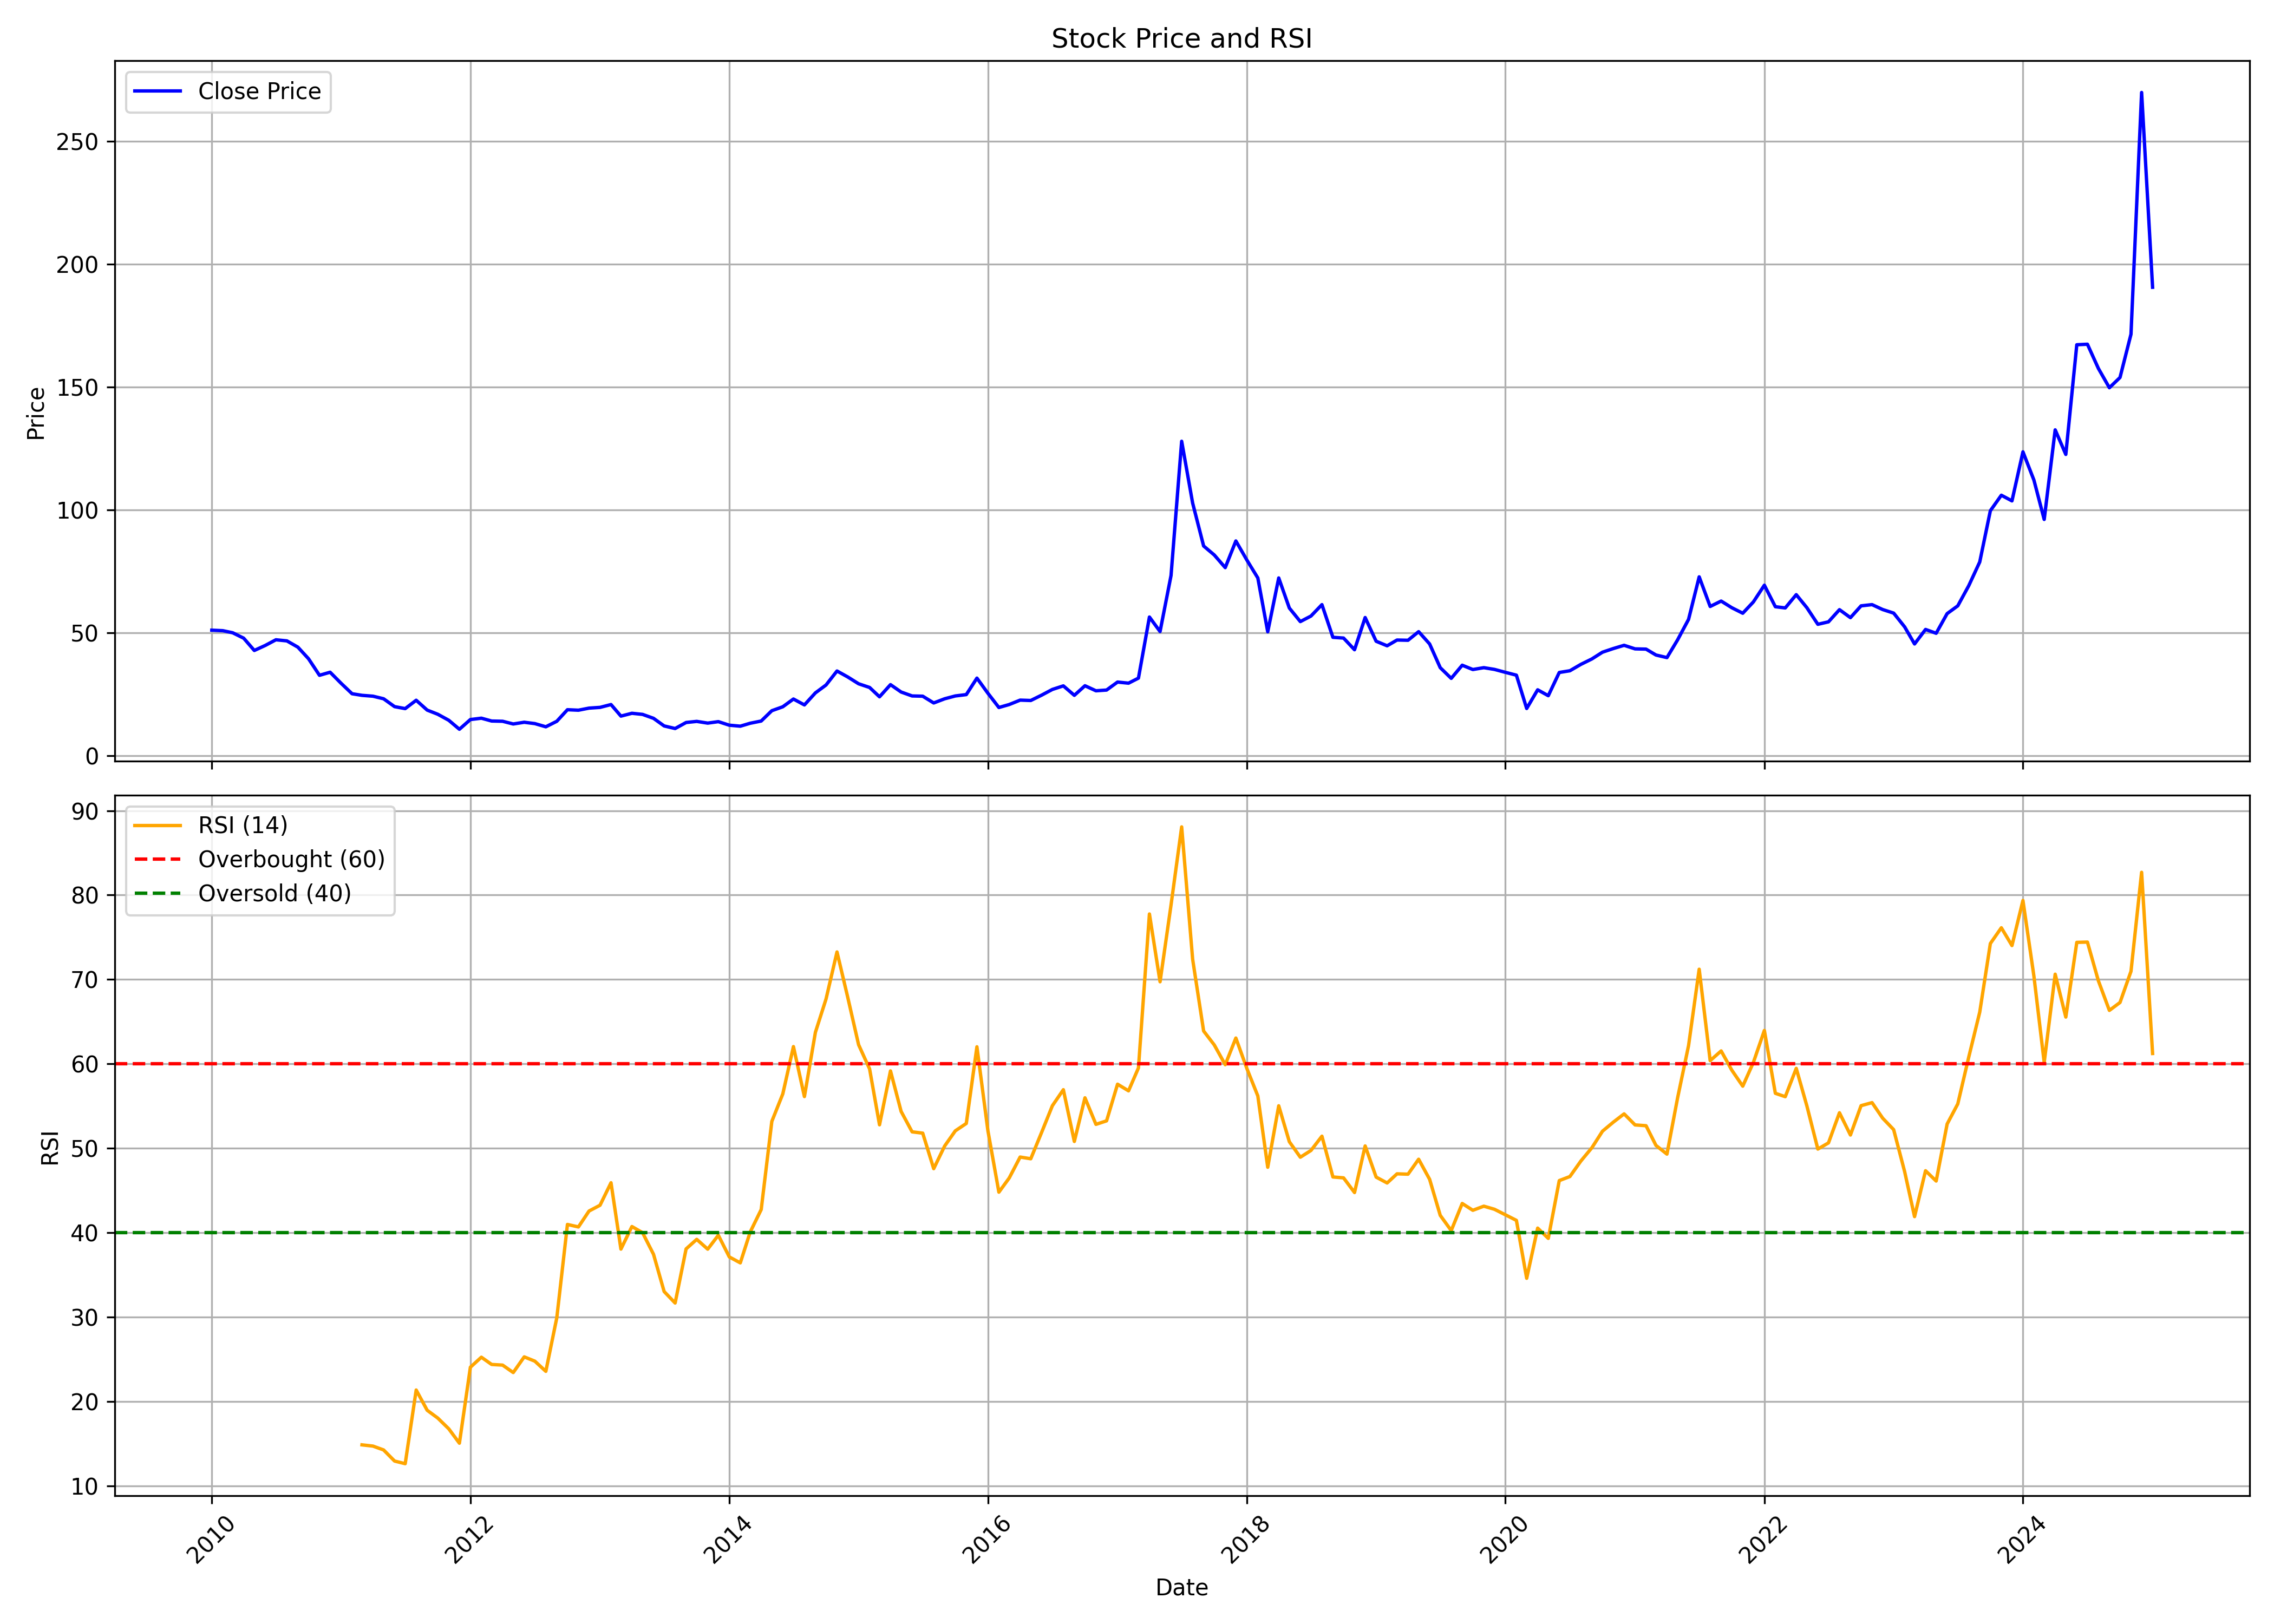 Stock Price and RSI
Close Price
250
200
150
100
50
0
Price
90
80
70
60
50
40
30
20
10
RSI (14)
Overbought (60)
Oversold (40)
RSI
2010
2012
2014
2016
2018
2020
2022
2024
Date